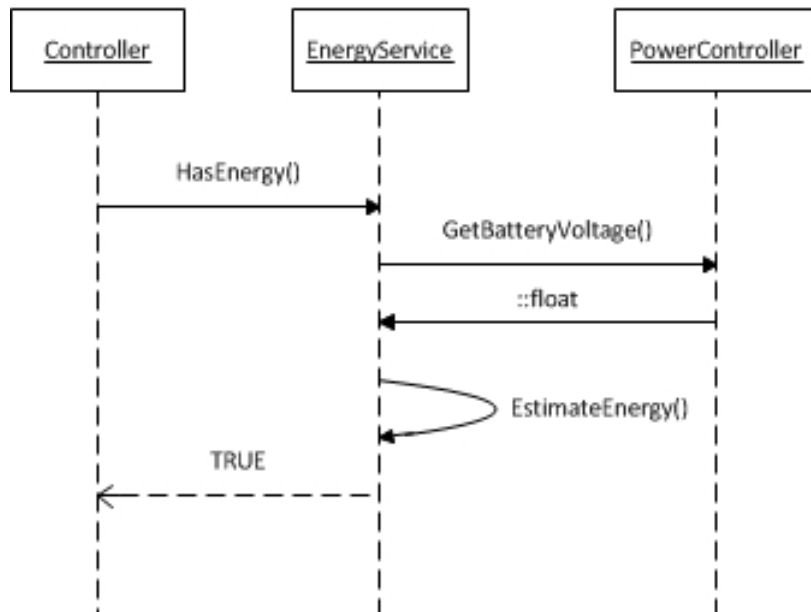 Controller
EnergyService
PowerController
HasEnergy()
GetBatteryVoltage()
::float
EstimateEnergy()
TRUE